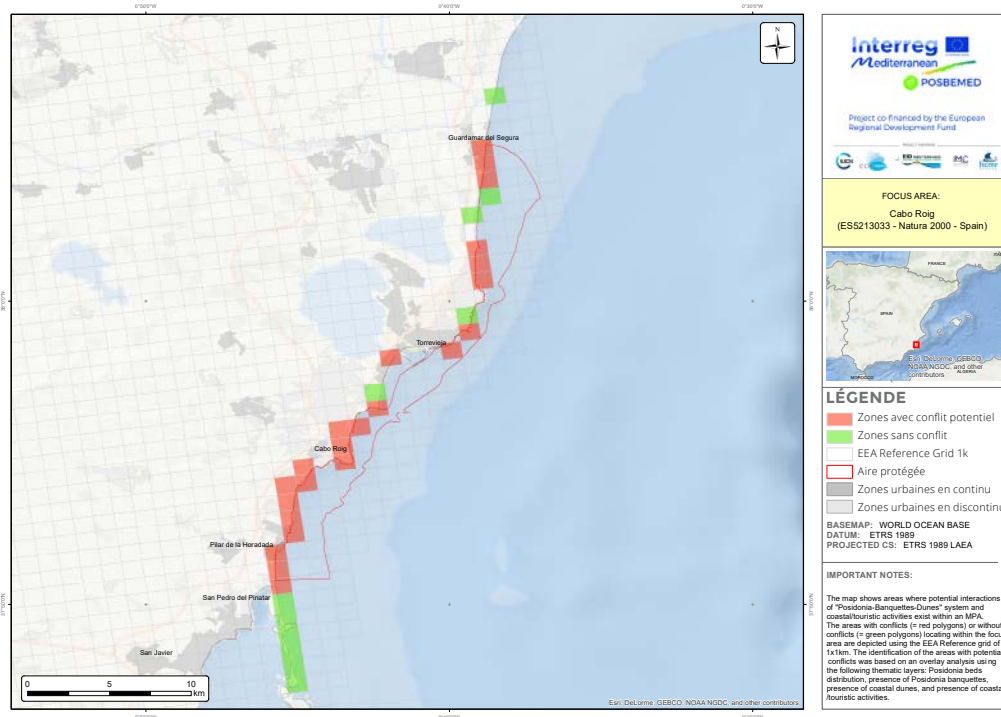 0°50'0"W
0°40'0"W
0°30'0"W
N
Guardamar del Segura
Torrevieja
Cabo Roig
Pilar de la Horadada
San Pedro del Pinatar
San Javier
0 5 10
km
Esri, DeLorme, GEBCO, NOAA NGDC, and other contributors
Interreg
Mediterranean
POSBEMED
Project co-financed by the European
Regional Development Fund
IUCN
IMC
hcmr
FOCUS AREA:
Cabo Roig
(ES5213033 - Natura 2000 - Spain)
FRANCE
SPAIN
MOROCCO
ALGERIA
Esri, DeLorme, GEBCO,
NOAA NGDC, and other
contributors
LÉGENDE
Zones avec conflit potentiel
Zones sans conflit
EEA Reference Grid 1k
Aire protégée
Zones urbaines en continu
Zones urbaines en discontinu
BASEMAP: WORLD OCEAN BASE
DATUM: ETRS 1989
PROJECTED CS: ETRS 1989 LAEA
IMPORTANT NOTES:
The map shows areas where potential interactions
of "Posidonia-Banquettes-Dunes" system and
coastal/touristic activities exist within an MPA.
The areas with conflicts (= red polygons) or without
conflicts (= green polygons) locating within the focu
area are depicted using the EEA Reference grid of
1x1km. The identification of the areas with potentia
conflicts was based on an overlay analysis using
the following thematic layers: Posidonia beds
distribution, presence of Posidonia banquettes,
presence of coastal dunes, and presence of coasta
/touristic activities.